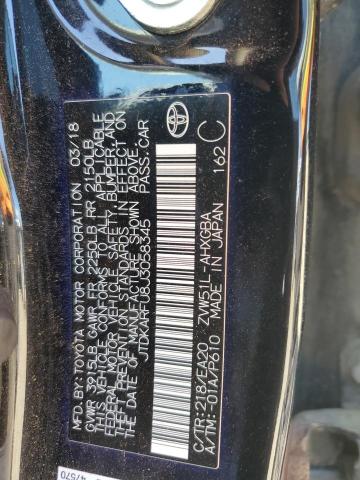 MFD.BY:TOYOTA MOTOR CORPORATION 03/18
GVWR 3915LB GAWR FR 2250LB RR 2150LB
THIS VEHICLE CONFORMS TO ALL APPLICABLE
FEDERAL MOTOR VEHICLE SAFETY, BUMPER, AND
THEFT PREVENTION STANDARDS IN EFFECT ON
THE DATE OF MANUFACTURE SHOWN ABOVE.
JTDKARFU8J3058345 PASS.CAR
C/TR:218/EA20 ZVW51L-AHXGBA
A/TM:-01A/P610 MADE IN JAPAN 162 C
47570